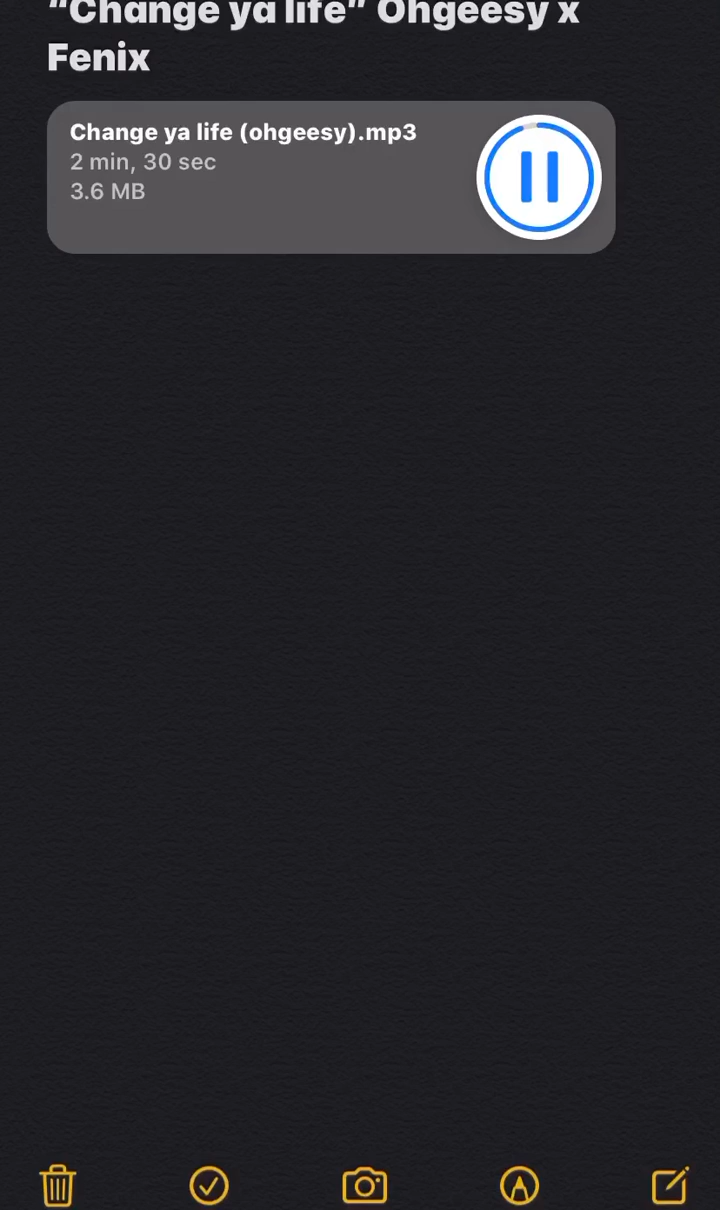 “Change ya life” Ohgeesy x
Fenix
Change ya life (ohgeesy).mp3
2 min, 30 sec
3.6 MB